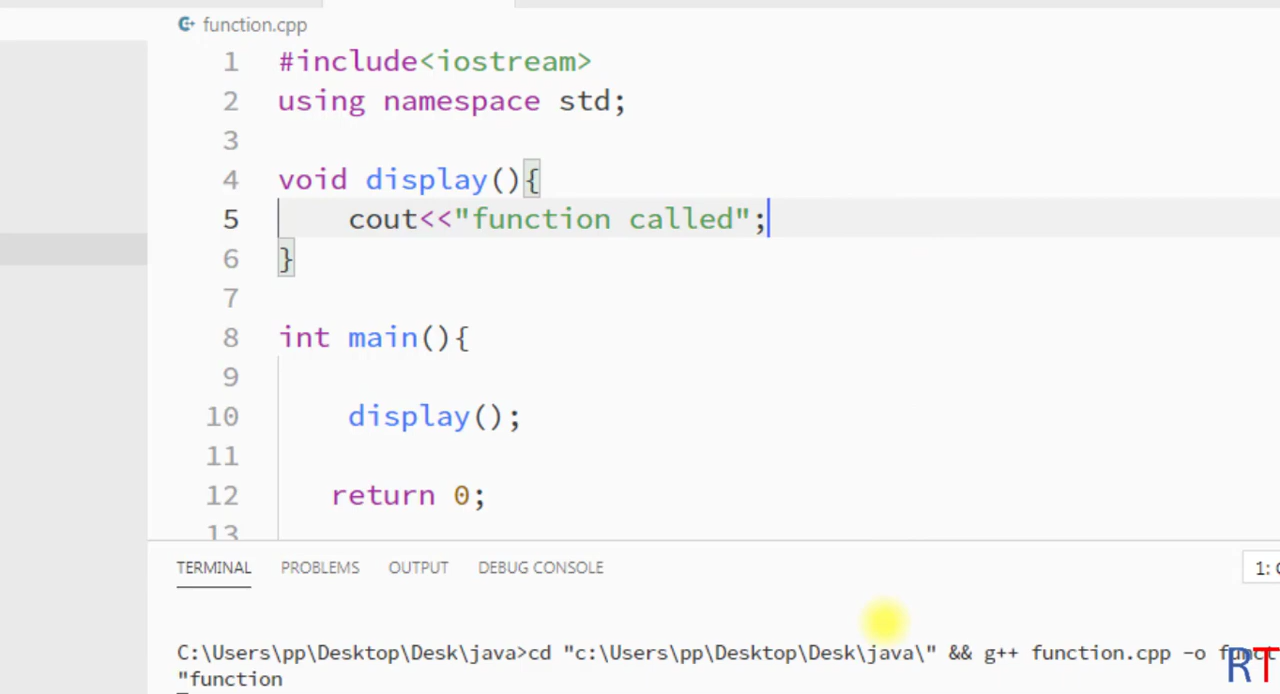 function.cpp
1 #include<iostream>
2 using namespace std;
3
4 void display(){
5 cout<<"function called";
6 }
7
8 int main(){
9
10 display();
11
12 return 0;
13
TERMINAL PROBLEMS OUTPUT DEBUG CONSOLE 1:
C:\Users\pp\Desktop\Desk\java>cd "c:\Users\pp\Desktop\Desk\java\" && g++ function.cpp -o
"function
RT